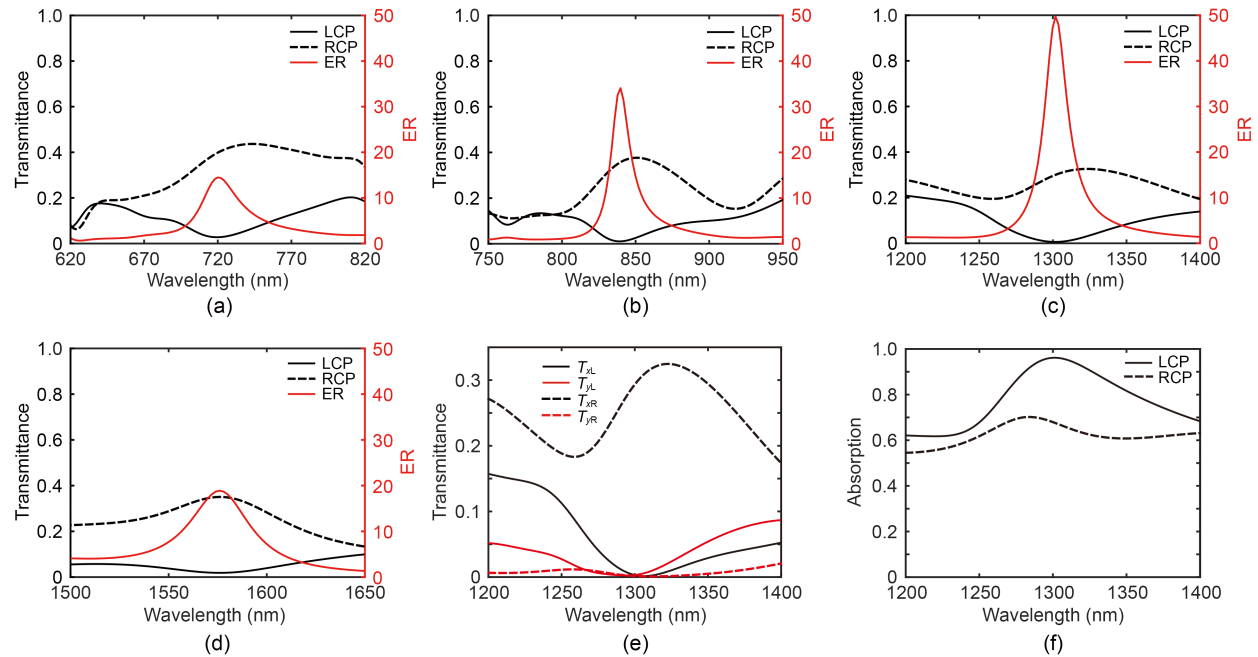 1.0 50
LCP
RCP
ER
0.8 40
0.6 30
0.4 20
0.2 10
0 0
620 670 720 770 820
Transmittance
ER
Wavelength (nm)
(a)
1.0 50
LCP
RCP
ER
0.8 40
0.6 30
0.4 20
0.2 10
0 0
750 800 850 900 950
Transmittance
ER
Wavelength (nm)
(b)
1.0 50
LCP
RCP
ER
0.8 40
0.6 30
0.4 20
0.2 10
0 0
1200 1250 1300 1350 1400
Transmittance
ER
Wavelength (nm)
(c)
1.0 50
LCP
RCP
ER
0.8 40
0.6 30
0.4 20
0.2 10
0 0
1500 1550 1600 1650
Transmittance
ER
Wavelength (nm)
(d)
TxL
TyL
TxR
TyR
0.3
0.2
0.1
0
1200 1250 1300 1350 1400
Transmittance
Wavelength (nm)
(e)
1.0
LCP
RCP
0.8
0.6
0.4
0.2
0
1200 1250 1300 1350 1400
Absorption
Wavelength (nm)
(f)